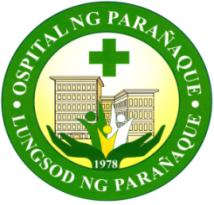 • OSPITAL NG PARAÑAQUE •
LUNGSOD NG PARAÑAQUE
1978